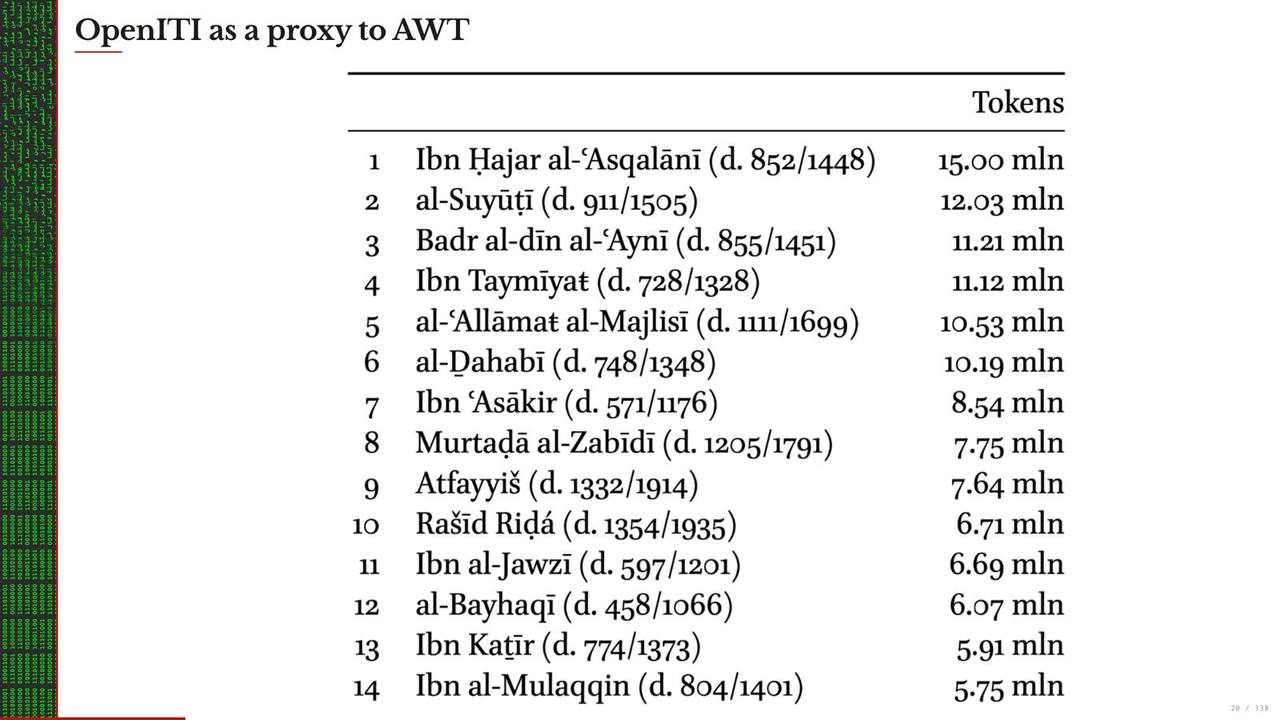 OpenITI as a proxy to AWT
Tokens
1 Ibn Ḥajar al-ʿAsqalānī (d. 852/1448) 15.00 mln
2 al-Suyūṭī (d. 911/1505) 12.03 mln
3 Badr al-dīn al-ʿAynī (d. 855/1451) 11.21 mln
4 Ibn Taymīyaŧ (d. 728/1328) 11.12 mln
5 al-ʿAllāmaŧ al-Majlisī (d. 1111/1699) 10.53 mln
6 al-Ḏahabī (d. 748/1348) 10.19 mln
7 Ibn ʿAsākir (d. 571/1176) 8.54 mln
8 Murtaḍā al-Zabīdī (d. 1205/1791) 7.75 mln
9 Atfayyiš (d. 1332/1914) 7.64 mln
10 Rašīd Riḍá (d. 1354/1935) 6.71 mln
11 Ibn al-Jawzī (d. 597/1201) 6.69 mln
12 al-Bayhaqī (d. 458/1066) 6.07 mln
13 Ibn Kaṯīr (d. 774/1373) 5.91 mln
14 Ibn al-Mulaqqin (d. 804/1401) 5.75 mln
20 / 138